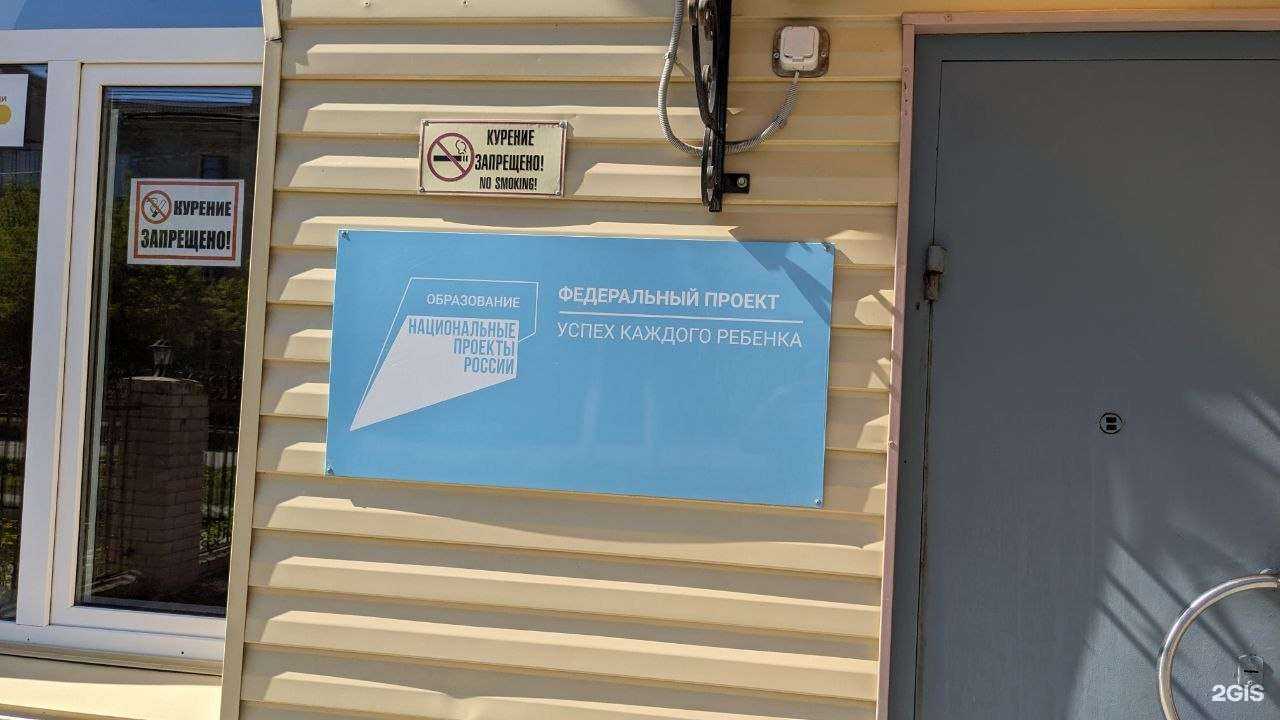 КУРЕНИЕ
ЗАПРЕЩЕНО!
NO SMOKING!
КУРЕНИЕ
ЗАПРЕЩЕНО!
ОБРАЗОВАНИЕ
НАЦИОНАЛЬНЫЕ
ПРОЕКТЫ
РОССИИ
ФЕДЕРАЛЬНЫЙ ПРОЕКТ
УСПЕХ КАЖДОГО РЕБЕНКА
2GIS